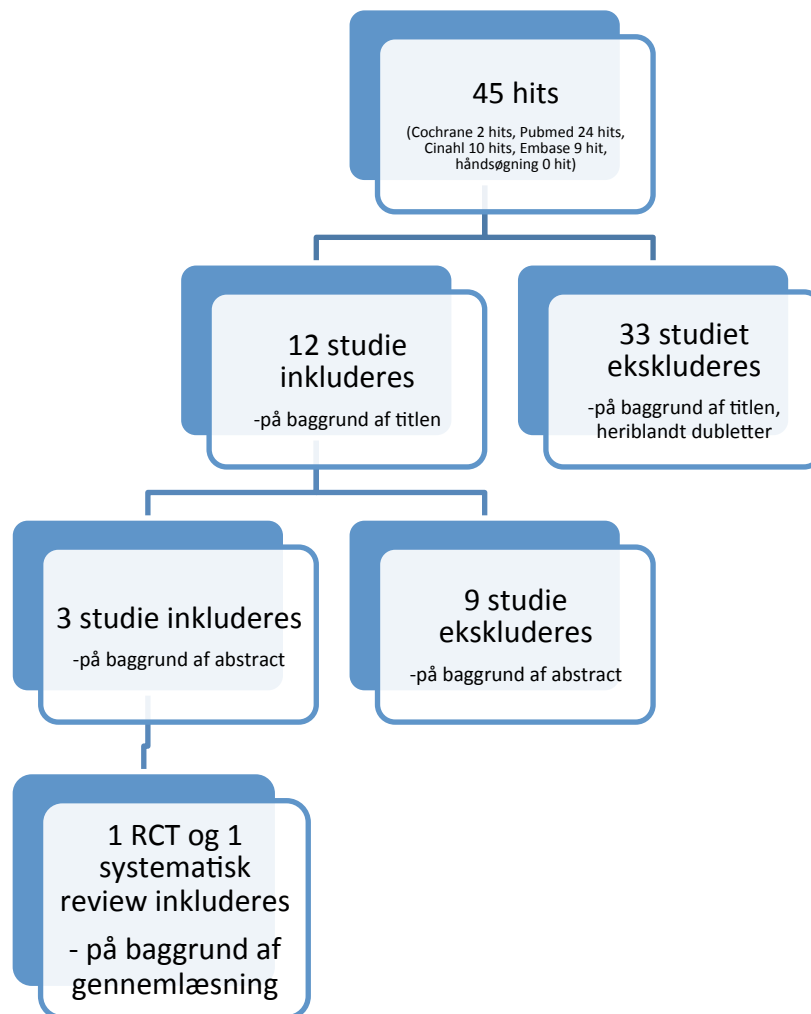 45 hits
(Cochrane 2 hits, Pubmed 24 hits,
Cinahl 10 hits, Embase 9 hit,
håndsøgning 0 hit)
12 studie
inkluderes
-på baggrund af titlen
33 studiet
ekskluderes
-på baggrund af titlen,
heriblandt dubletter
3 studie inkluderes
-på baggrund af abstract
9 studie
ekskluderes
-på baggrund af abstract
1 RCT og 1
systematisk
review inkluderes
- på baggrund af
gennemlæsning